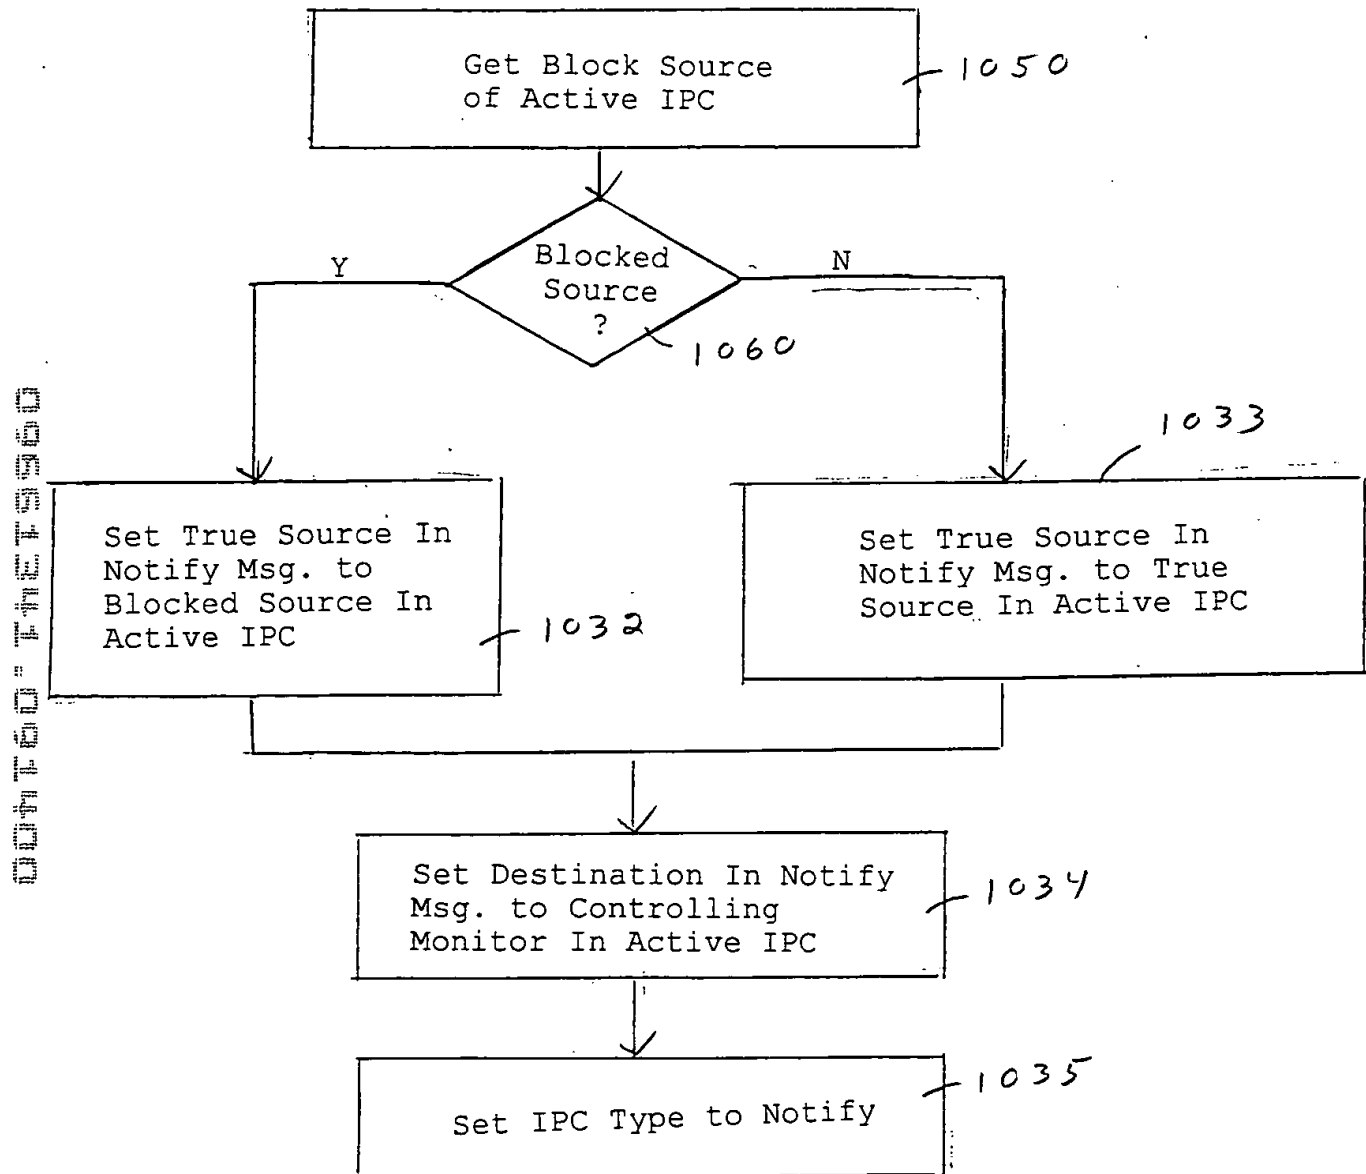 Get Block Source
of Active IPC
1050
Blocked
Source
?
Y
N
1060
1033
Set True Source In
Notify Msg. to
Blocked Source In
Active IPC
1032
Set True Source In
Notify Msg. to True
Source In Active IPC
09661341.091400
Set Destination In Notify
Msg. to Controlling
Monitor In Active IPC
1034
Set IPC Type to Notify
1035